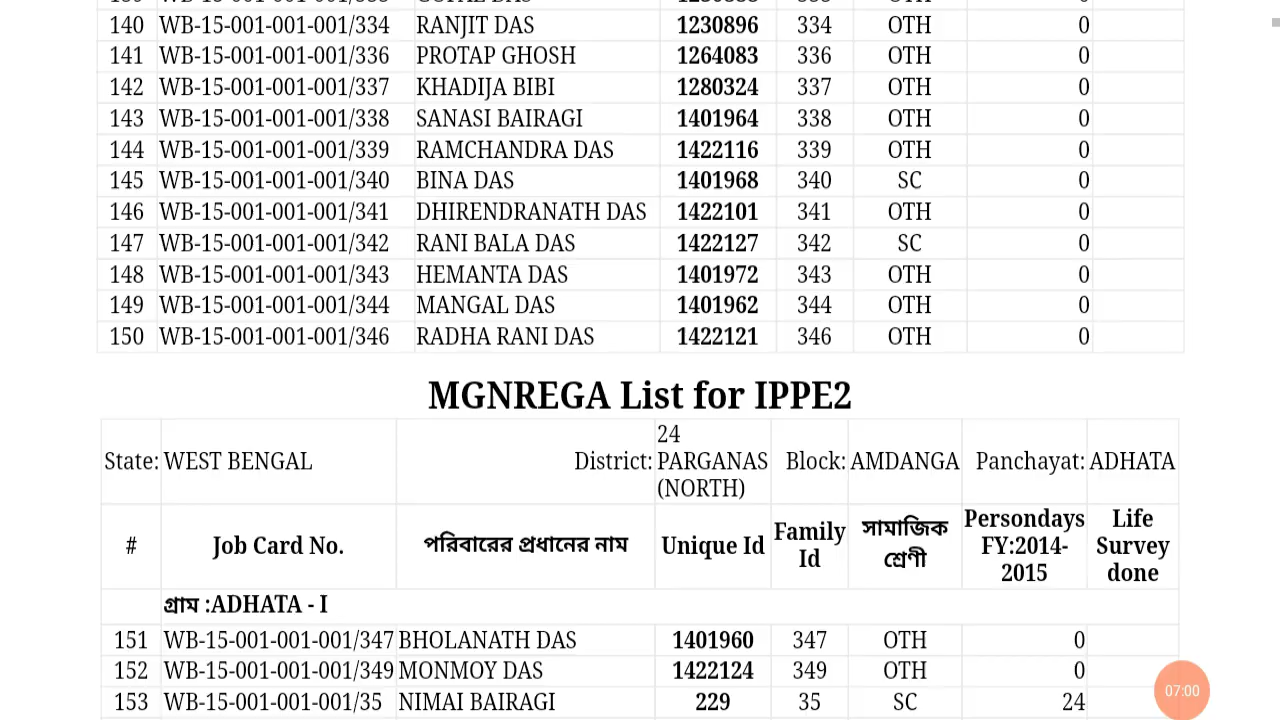 140 WB-15-001-001-001/334 RANJIT DAS 1230896 334 OTH 0
141 WB-15-001-001-001/336 PROTAP GHOSH 1264083 336 OTH 0
142 WB-15-001-001-001/337 KHADIJA BIBI 1280324 337 OTH 0
143 WB-15-001-001-001/338 SANASI BAIRAGI 1401964 338 OTH 0
144 WB-15-001-001-001/339 RAMCHANDRA DAS 1422116 339 OTH 0
145 WB-15-001-001-001/340 BINA DAS 1401968 340 SC 0
146 WB-15-001-001-001/341 DHIRENDRANATH DAS 1422101 341 OTH 0
147 WB-15-001-001-001/342 RANI BALA DAS 1422127 342 SC 0
148 WB-15-001-001-001/343 HEMANTA DAS 1401972 343 OTH 0
149 WB-15-001-001-001/344 MANGAL DAS 1401962 344 OTH 0
150 WB-15-001-001-001/346 RADHA RANI DAS 1422121 346 OTH 0
MGNREGA List for IPPE2
State: WEST BENGAL District: 24 PARGANAS (NORTH) Block: AMDANGA Panchayat: ADHATA
# Job Card No. পরিবারের প্রধানের নাম Unique Id Family Id সামাজিক শ্রেণী Persondays FY:2014-2015 Life Survey done
গ্রাম :ADHATA - I
151 WB-15-001-001-001/347 BHOLANATH DAS 1401960 347 OTH 0
152 WB-15-001-001-001/349 MONMOY DAS 1422124 349 OTH 0
153 WB-15-001-001-001/35 NIMAI BAIRAGI 229 35 SC 24
07:00